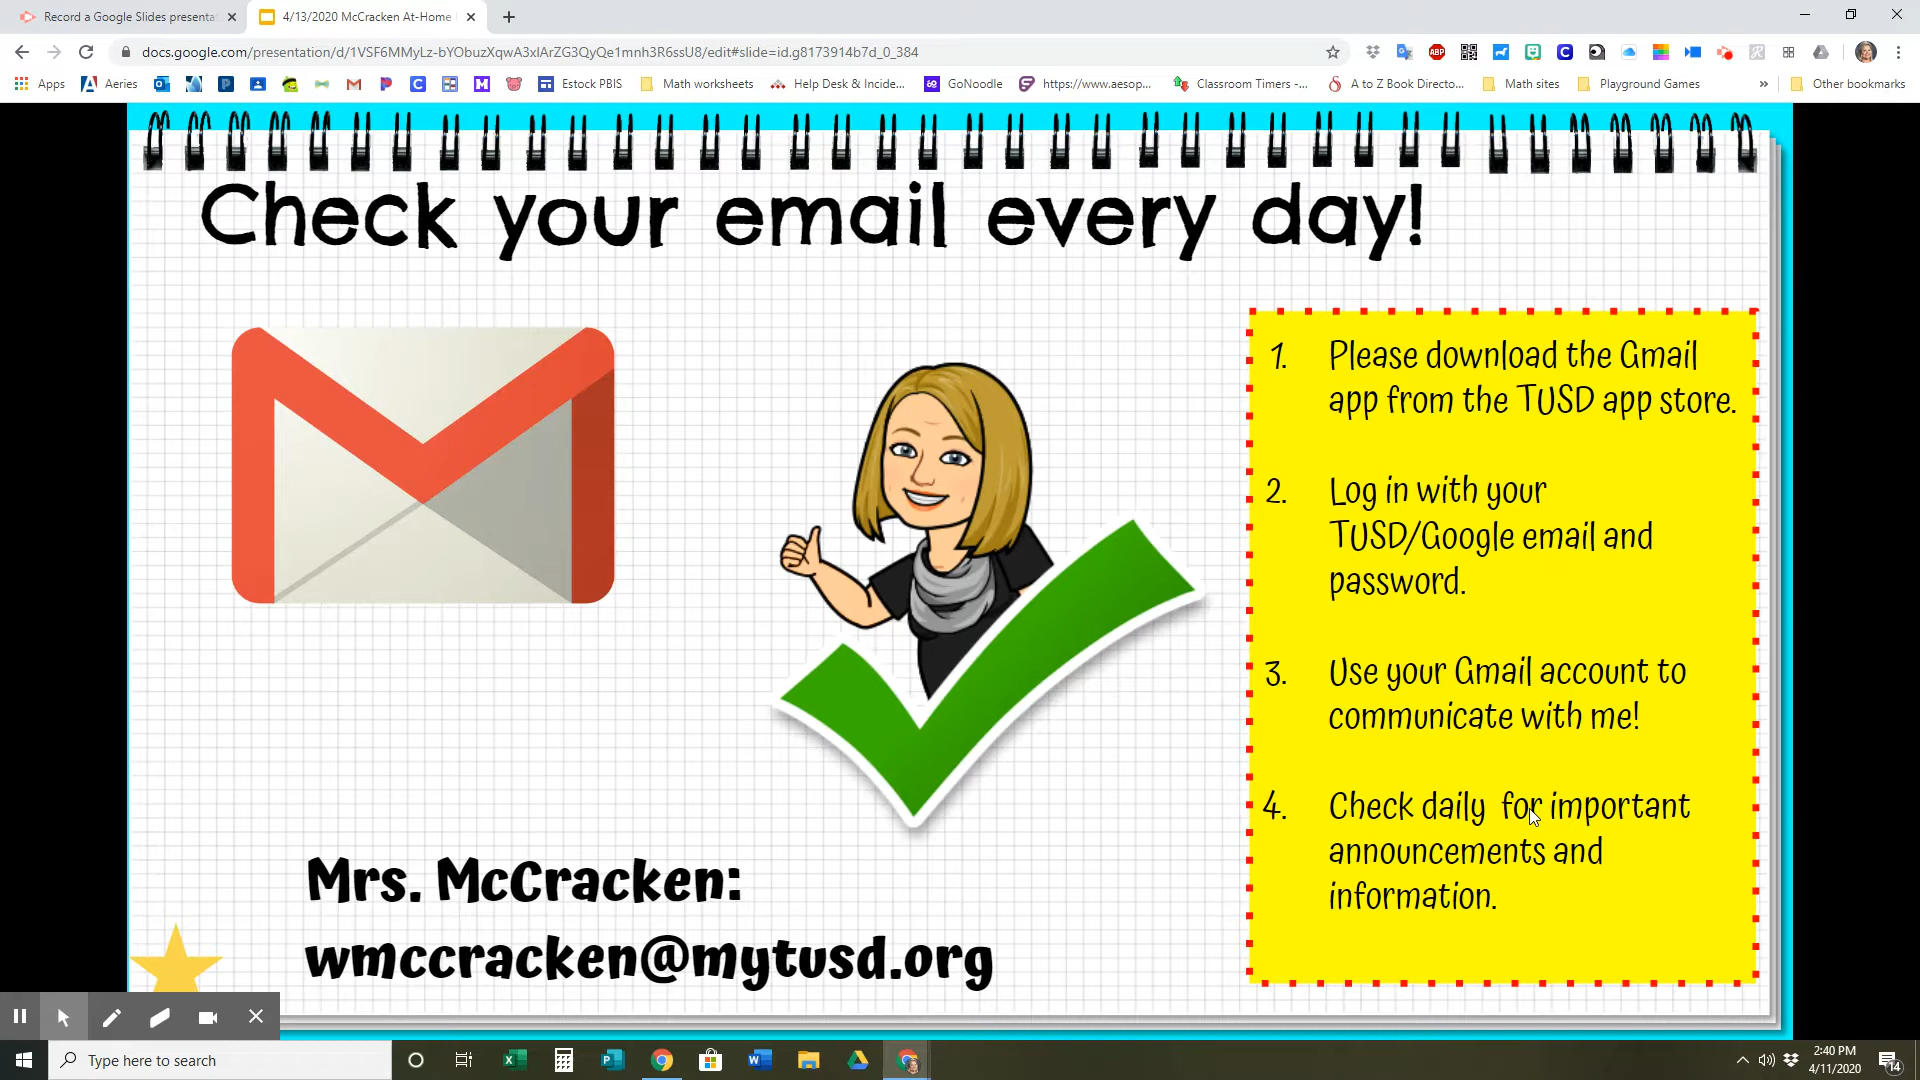 Record a Google Slides presenta
4/13/2020 McCracken At-Home
docs.google.com/presentation/d/1VSF6MMyLz-bYObuzXqwA3xlArZG3QyQe1mnh3R6ssU8/edit#slide=id.g8173914b7d_0_384
Apps
Aeries
Estock PBIS
Math worksheets
Help Desk & Incide...
GoNoodle
https://www.aesop...
Classroom Timers -...
A to Z Book Directo...
Math sites
Playground Games
»
Other bookmarks
Check your email every day!
1. Please download the Gmail
app from the TUSD app store.
2. Log in with your
TUSD/Google email and
password.
3. Use your Gmail account to
communicate with me!
4. Check daily  for important
announcements and
information.
Mrs. McCracken:
wmccracken@mytusd.org
Type here to search
2:40 PM
4/11/2020
14